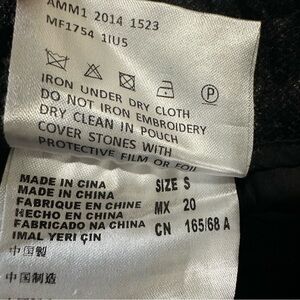 AMM1 2014 1523
MF1754 1IU5
P
IRON UNDER DRY CLOTH
DO NOT IRON EMBROIDERY
DRY CLEAN IN POUCH
COVER STONES WITH
PROTECTIVE FILM OR FOIL
MADE IN CINA SIZE S
MADE IN CHINA
FABRIQUE EN CHINE MX 20
HECHO EN CHINA
FABRICADO NA CHINA CN 165/68 A
IMAL YERI ÇIN
中国製
中国制造